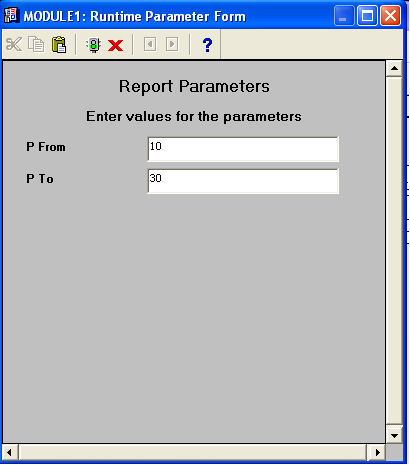 MODULE1: Runtime Parameter Form
Report Parameters
Enter values for the parameters
P From 10
P To 30